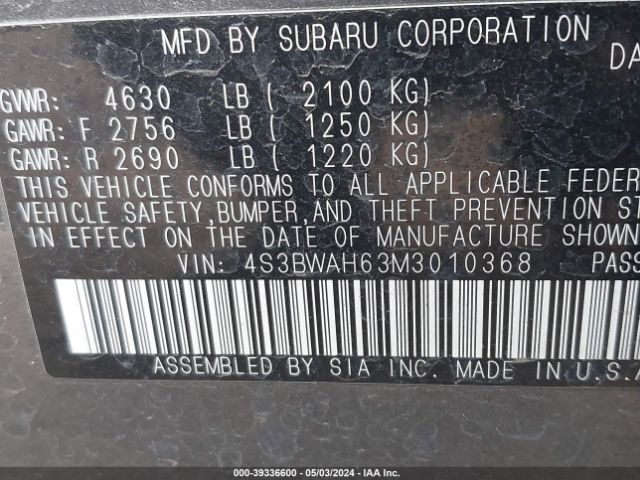 MFD BY SUBARU CORPORATION
DA
GVWR: 4630 LB ( 2100 KG)
GAWR: F 2756 LB ( 1250 KG)
GAWR: R 2690 LB ( 1220 KG)
THIS VEHICLE CONFORMS TO ALL APPLICABLE FEDER
VEHICLE SAFETY,BUMPER,AND THEFT PREVENTION ST
IN EFFECT ON THE DATE OF MANUFACTURE SHOWN
VIN: 4S3BWAH63M3010368 PASS
ASSEMBLED BY SIA INC. MADE IN U.S.A
000-39336600 - 05/03/2024 - IAA Inc.